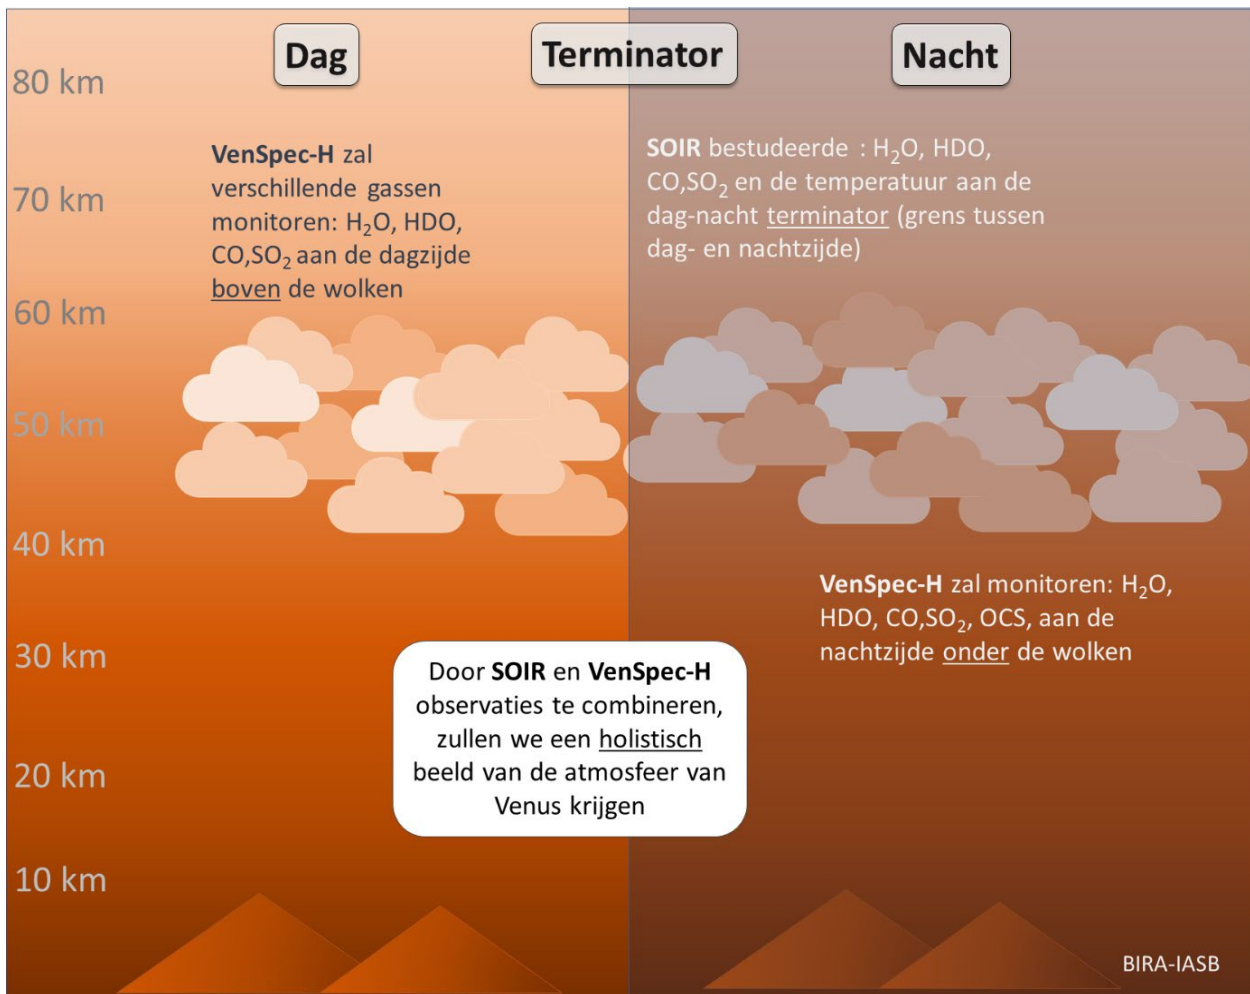 Dag
Terminator
Nacht
80 km
70 km
60 km
50 km
40 km
30 km
20 km
10 km
VenSpec-H zal
verschillende gassen
monitoren: H₂O, HDO,
CO,SO₂ aan de dagzijde
boven de wolken
SOIR bestudeerde : H₂O, HDO,
CO,SO₂ en de temperatuur aan de
dag-nacht terminator (grens tussen
dag- en nachtzijde)
VenSpec-H zal monitoren: H₂O,
HDO, CO,SO₂, OCS, aan de
nachtzijde onder de wolken
Door SOIR en VenSpec-H
observaties te combineren,
zullen we een holistisch
beeld van de atmosfeer van
Venus krijgen
BIRA-IASB